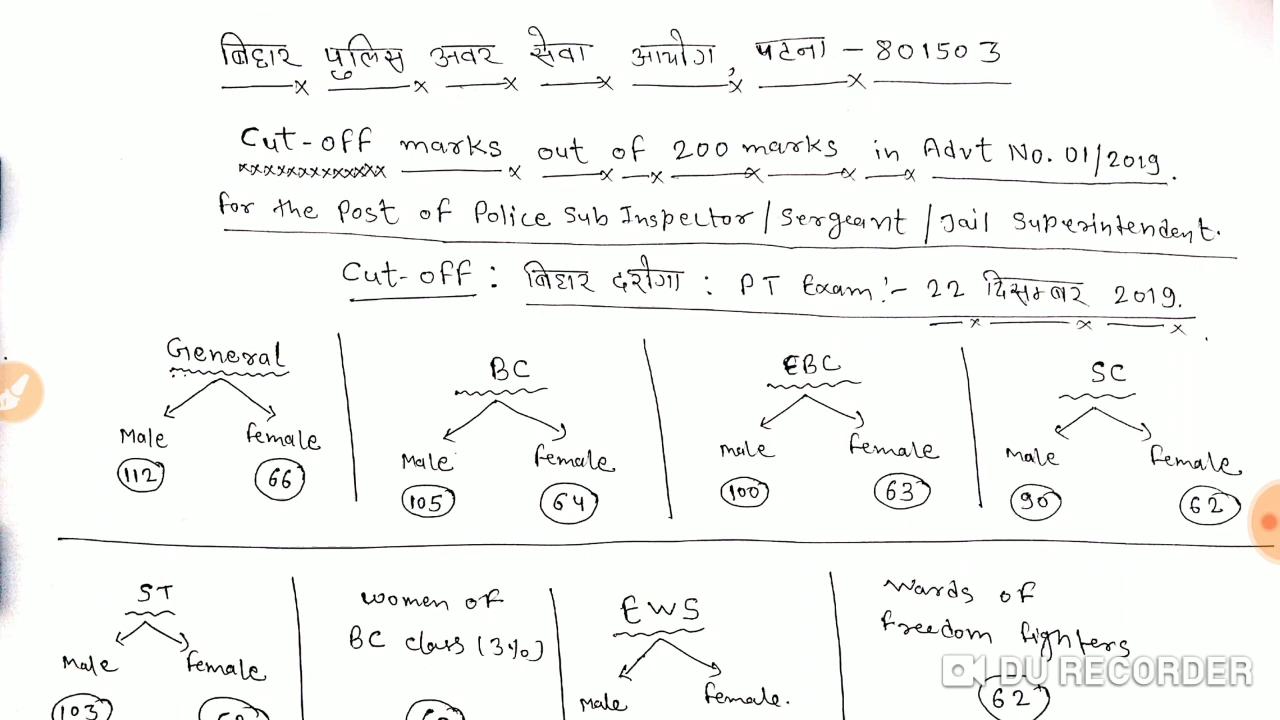 बिहार पुलिस अवर सेवा आयोग, पटना - 801503
Cut-off marks out of 200 marks in Advt No. 01/2019.
for the Post of Police Sub Inspector/Sergeant/Jail Superintendent.
Cut-off : बिहार दरोगा : PT Exam:- 22 दिसम्बर 2019.
General
Male female
112 66
BC
Male female
105 64
EBC
male female
100 63
SC
Male female
90 62
ST
Male female
103
women of
BC class (3%)
EWS
Male female.
Wards of
freedom fighters
62
DU RECORDER